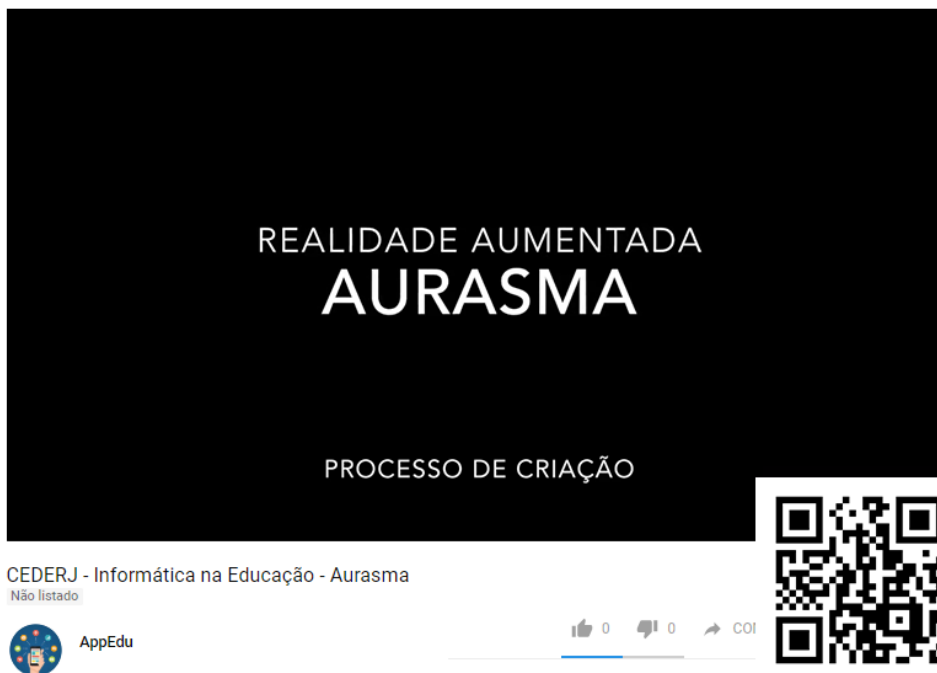 REALIDADE AUMENTADA
AURASMA
PROCESSO DE CRIAÇÃO
CEDERJ - Informática na Educação - Aurasma
Não listado
AppEdu
0 0